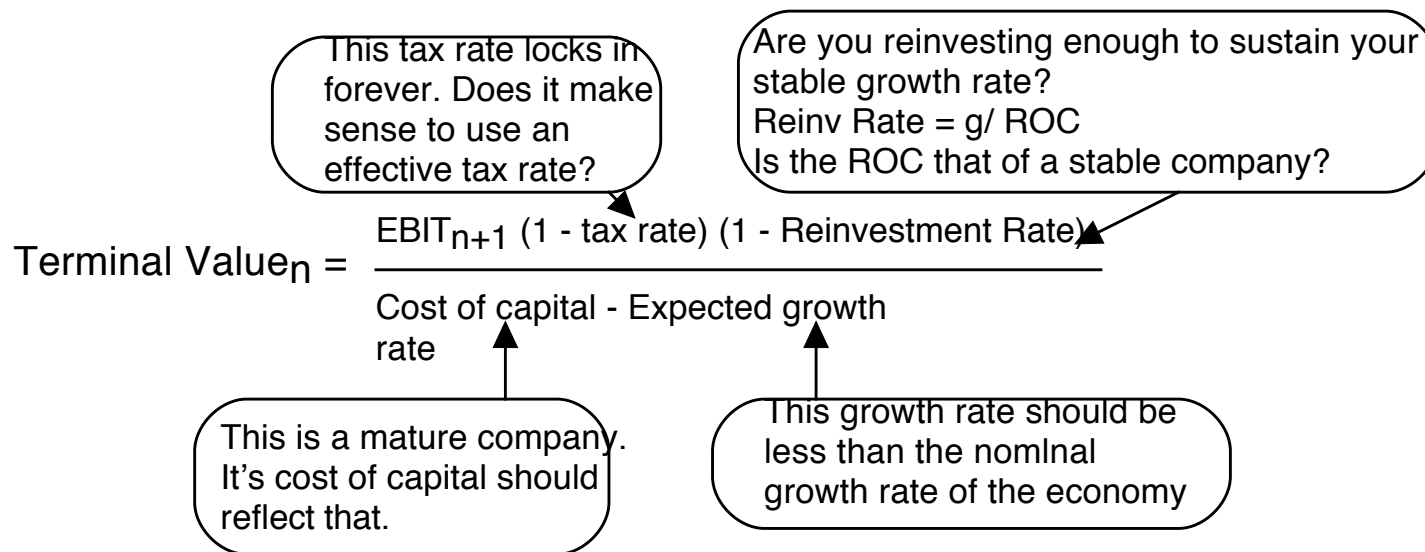 This tax rate locks in
forever. Does it make
sense to use an
effective tax rate?
Are you reinvesting enough to sustain your
stable growth rate?
Reinv Rate = g/ ROC
Is the ROC that of a stable company?
Terminal Valuen =
EBITn+1 (1 - tax rate) (1 - Reinvestment Rate)
Cost of capital - Expected growth
rate
This is a mature company.
It’s cost of capital should
reflect that.
This growth rate should be
less than the nomlnal
growth rate of the economy